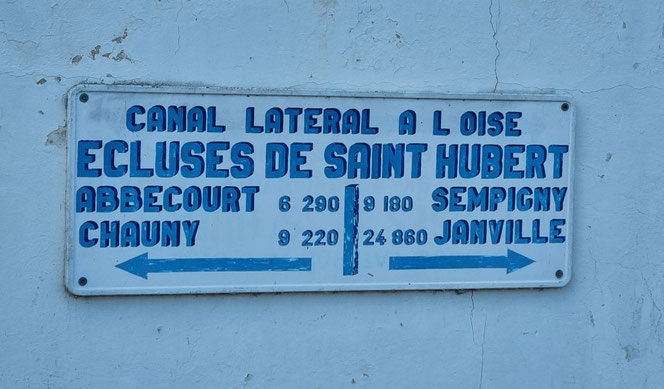 CANAL LATERAL A L OISE
ECLUSES DE SAINT HUBERT
ABBECOURT 6 290 9 180 SEMPIGNY
CHAUNY 9 220 24 860 JANVILLE